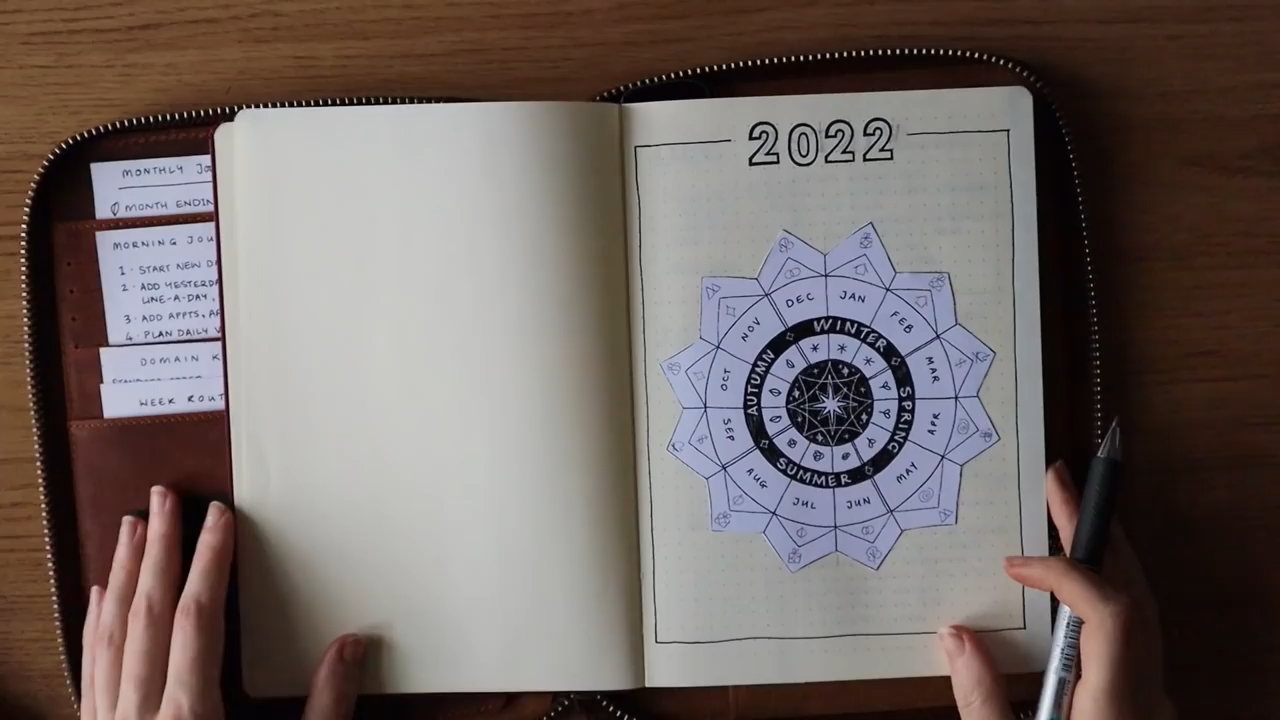 MONTHLY
MONTH ENDIN
MORNING JOU
1. START NEW
2. ADD YESTERDA
LINE-A-DAY,
3. ADD APPTS,
4. PLAN DAILY
DOMAIN K
WEEK ROUT
2022
DEC
JAN
NOV
FEB
OCT
MAR
SEP
APR
AUG
MAY
JUL
JUN
WINTER
AUTUMN
SPRING
SUMMER